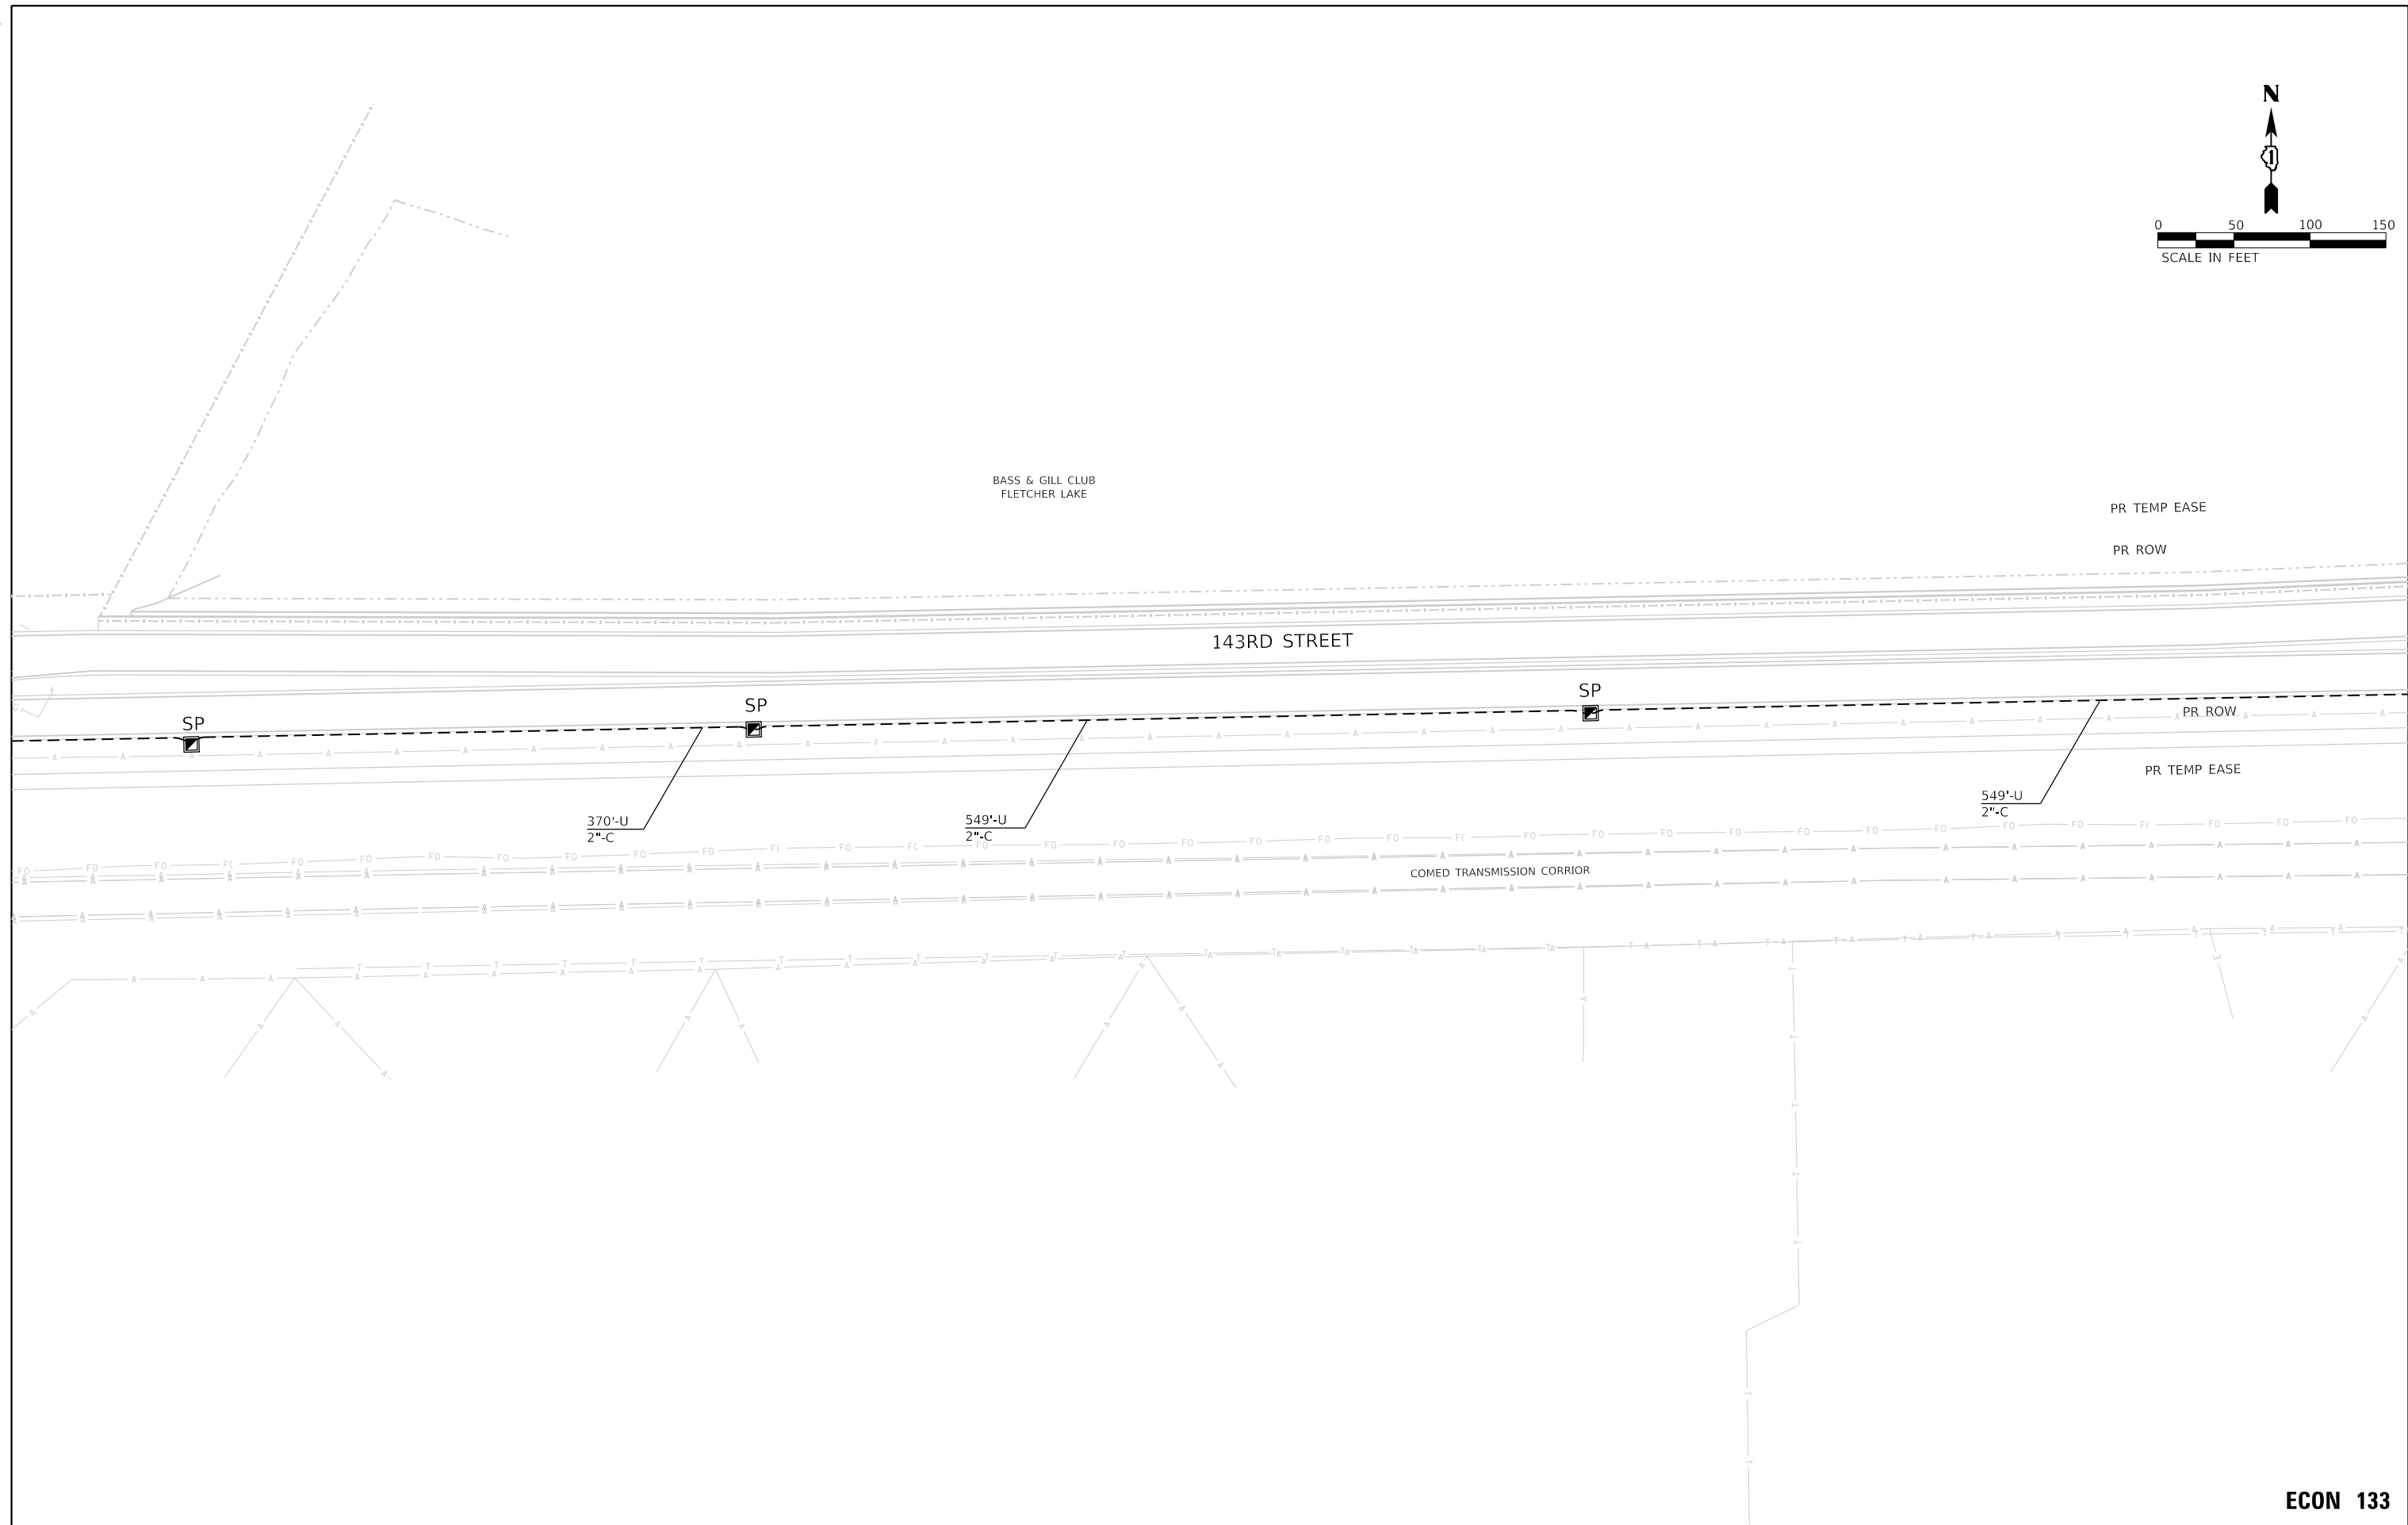 N
1
0 50 100 150
SCALE IN FEET
BASS & GILL CLUB
FLETCHER LAKE
PR TEMP EASE
PR ROW
143RD STREET
SP
SP
SP
PR ROW
PR TEMP EASE
370'-U
2"-C
549'-U
2"-C
549'-U
2"-C
COMED TRANSMISSION CORRIOR
ECON 133